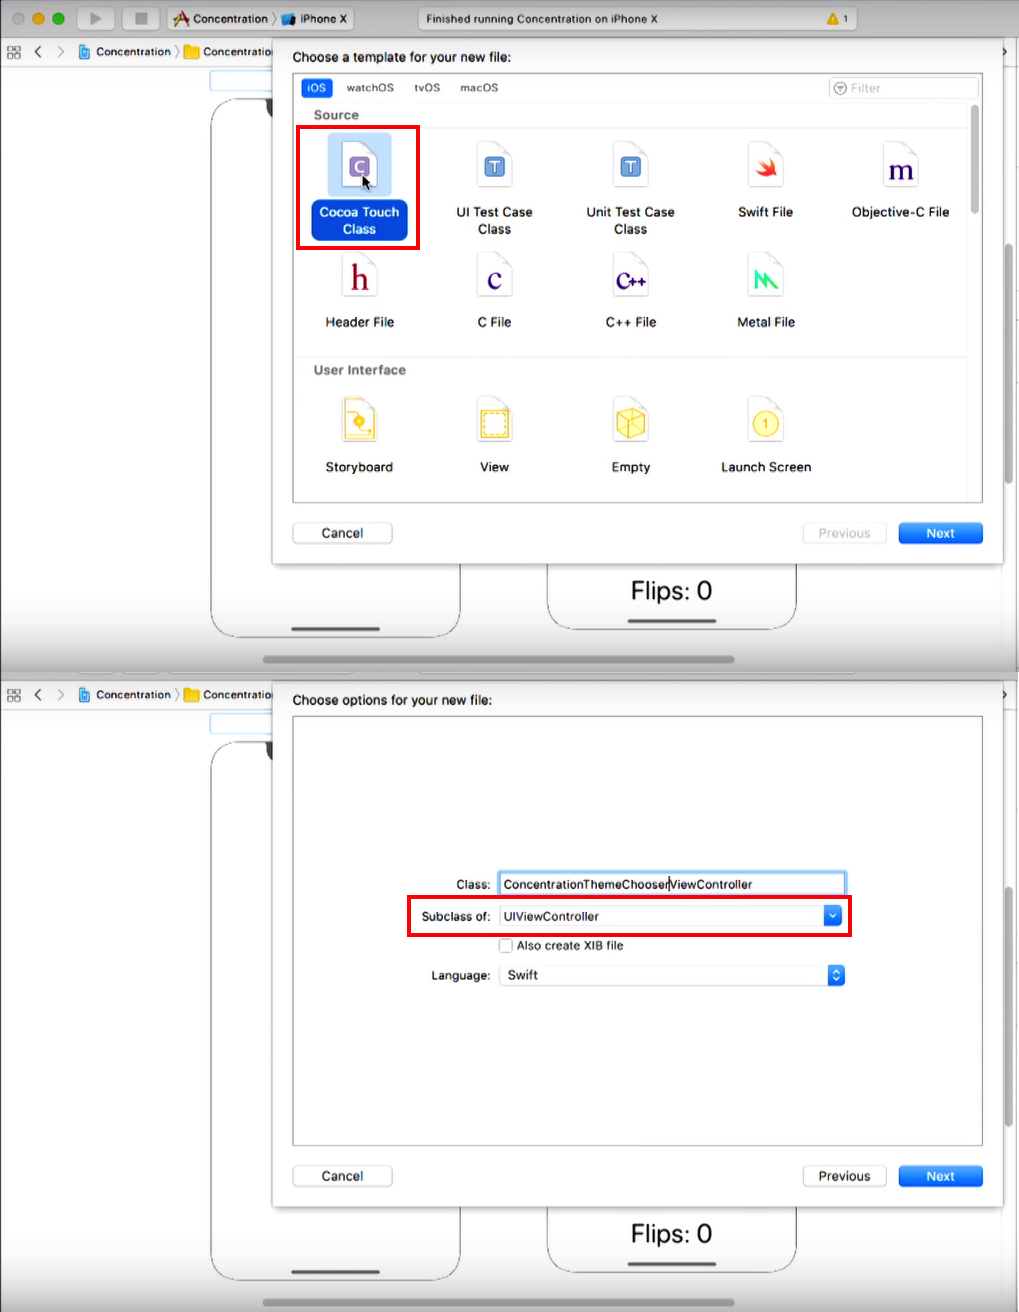 Concentration 〉 iPhone X
Finished running Concentration on iPhone X
1
Concentration 〉 Concentratio
Choose a template for your new file:
iOS watchOS tvOS macOS
Filter
Source
C
T
T
m
Cocoa Touch Class
UI Test Case Class
Unit Test Case Class
Swift File
Objective-C File
h
c
C++
Header File
C File
C++ File
Metal File
User Interface
1
Storyboard
View
Empty
Launch Screen
Cancel
Previous
Next
Flips: 0
Concentration 〉 Concentratio
Choose options for your new file:
Class: ConcentrationThemeChooserViewController
Subclass of: UIViewController
Also create XIB file
Language: Swift
Cancel
Previous
Next
Flips: 0